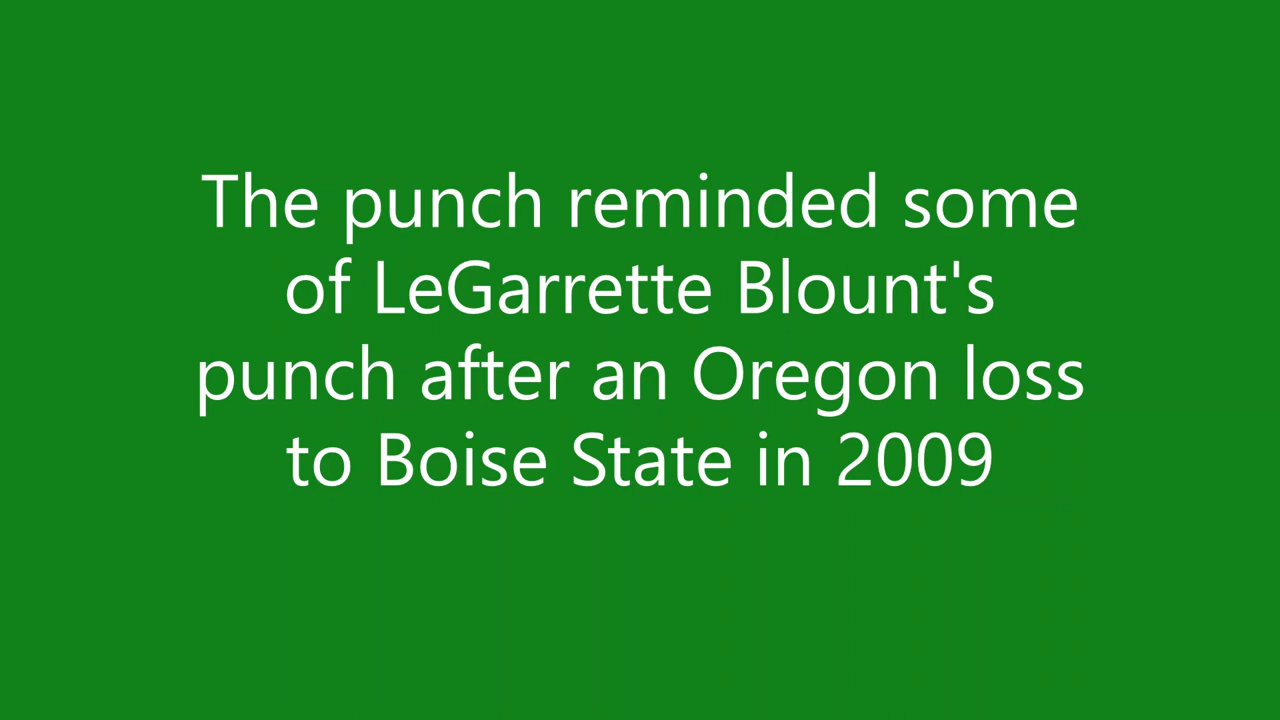 The punch reminded some
of LeGarrette Blount's
punch after an Oregon loss
to Boise State in 2009